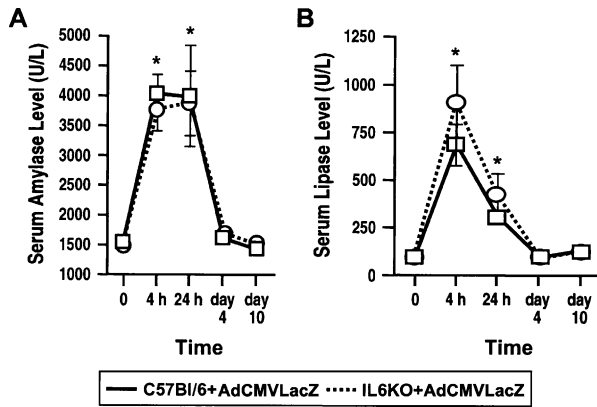 A
Serum Amylase Level (U/L)
5000
4500
4000
3500
3000
2500
2000
1500
1000
*
*
0
4 h
24 h
day
4
day
10
Time
B
Serum Lipase Level (U/L)
1250
1000
750
500
250
0
*
*
0
4 h
24 h
day
4
day
10
Time
C57Bl/6+AdCMVLacZ
IL6KO+AdCMVLacZ